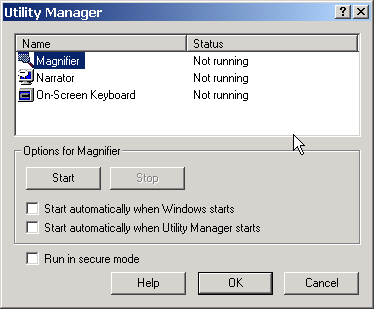 Utility Manager
Name Status
Magnifier Not running
Narrator Not running
On-Screen Keyboard Not running
Options for Magnifier
Start Stop
Start automatically when Windows starts
Start automatically when Utility Manager starts
Run in secure mode
Help OK Cancel